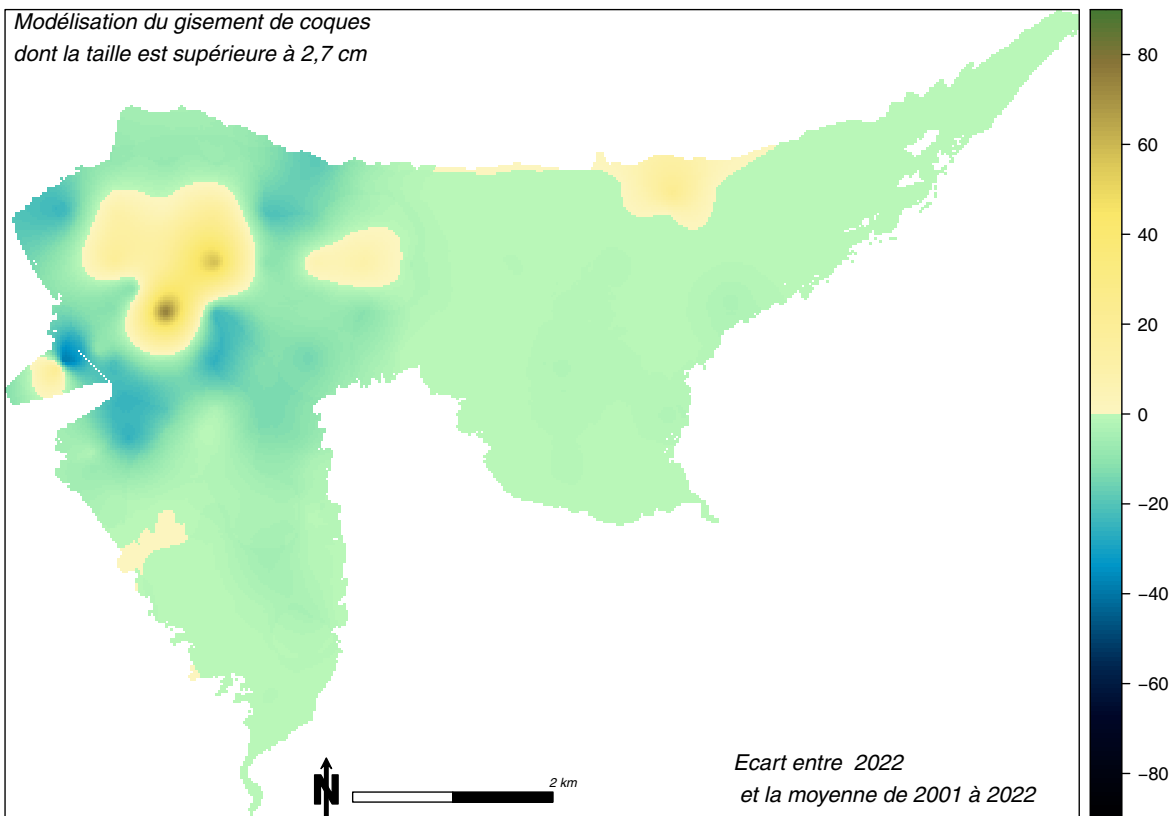 Modélisation du gisement de coques
dont la taille est supérieure à 2,7 cm
80
60
40
20
0
−20
−40
−60
−80
N
2 km
Ecart entre 2022
et la moyenne de 2001 à 2022